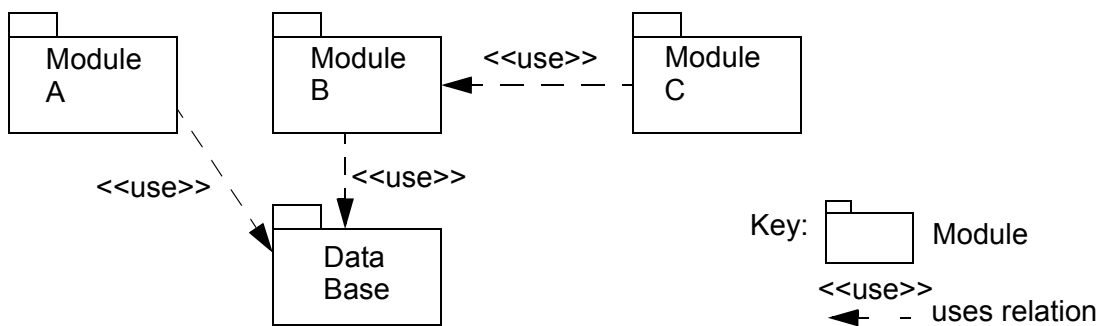 Module
A
Module
B
<<use>>
Module
C
<<use>>
<<use>>
Data
Base
Key:
Module
<<use>>
uses relation